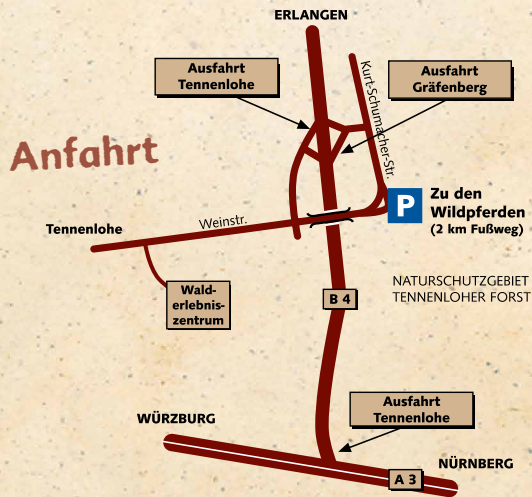 ERLANGEN
Ausfahrt
Tennenlohe
Ausfahrt
Gräfenberg
Kurt-Schumacher-Str.
Anfahrt
P
Zu den
Wildpferden
(2 km Fußweg)
Weinstr.
Tennenlohe
Wald-
erlebnis-
zentrum
B 4
NATURSCHUTZGEBIET
TENNENLOHER FORST
Ausfahrt
Tennenlohe
WÜRZBURG
NÜRNBERG
A 3